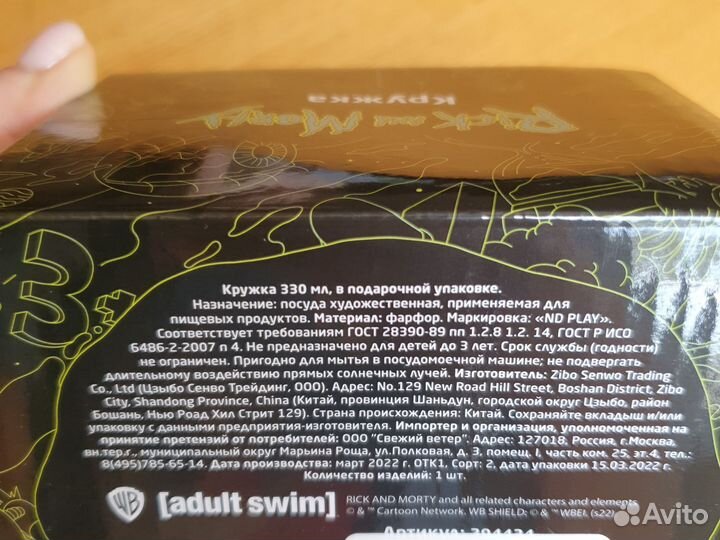 Rick and Morty
Кружка
Кружка 330 мл, в подарочной упаковке.
Назначение: посуда художественная, применяемая для
пищевых продуктов. Материал: фарфор. Маркировка: «ND PLAY».
Соответствует требованиям ГОСТ 28390-89 пп 1.2.8 1.2. 14, ГОСТ Р ИСО
6486-2-2007 п 4. Не предназначено для детей до 3 лет. Срок службы (годности)
не ограничен. Пригодно для мытья в посудомоечной машине; не подвергать
длительному воздействию прямых солнечных лучей. Изготовитель: Zibo Senwo Trading
Co., Ltd (Цзыбо Сенво Трейдинг, ООО). Адрес: No.129 New Road Hill Street, Boshan District, Zibo
City, Shandong Province, China (Китай, провинция Шаньдун, городской округ Цзыбо, район
Бошань, Нью Роад Хил Стрит 129). Страна происхождения: Китай. Сохраняйте вкладыш и/или
упаковку с данными предприятия-изготовителя. Импортер и организация, уполномоченная на
принятие претензий от потребителей: ООО "Свежий ветер". Адрес: 127018, Россия, г.Москва,
вн.тер.г., муниципальный округ Марьина Роща, ул.Полковая, д. 3, помещ. I, часть ком. 25, эт.4, тел.:
8(495)785-65-14. Дата производства: март 2022 г. ОТК1, Сорт: 2, дата упаковки 15.03.2022 г.
Количество изделий: 1 шт.
WB [adult swim] RICK AND MORTY and all related characters and elements
© & ™ Cartoon Network. WB SHIELD: © & ™ WBEI. (s22)
Артикул: 294424
Avito